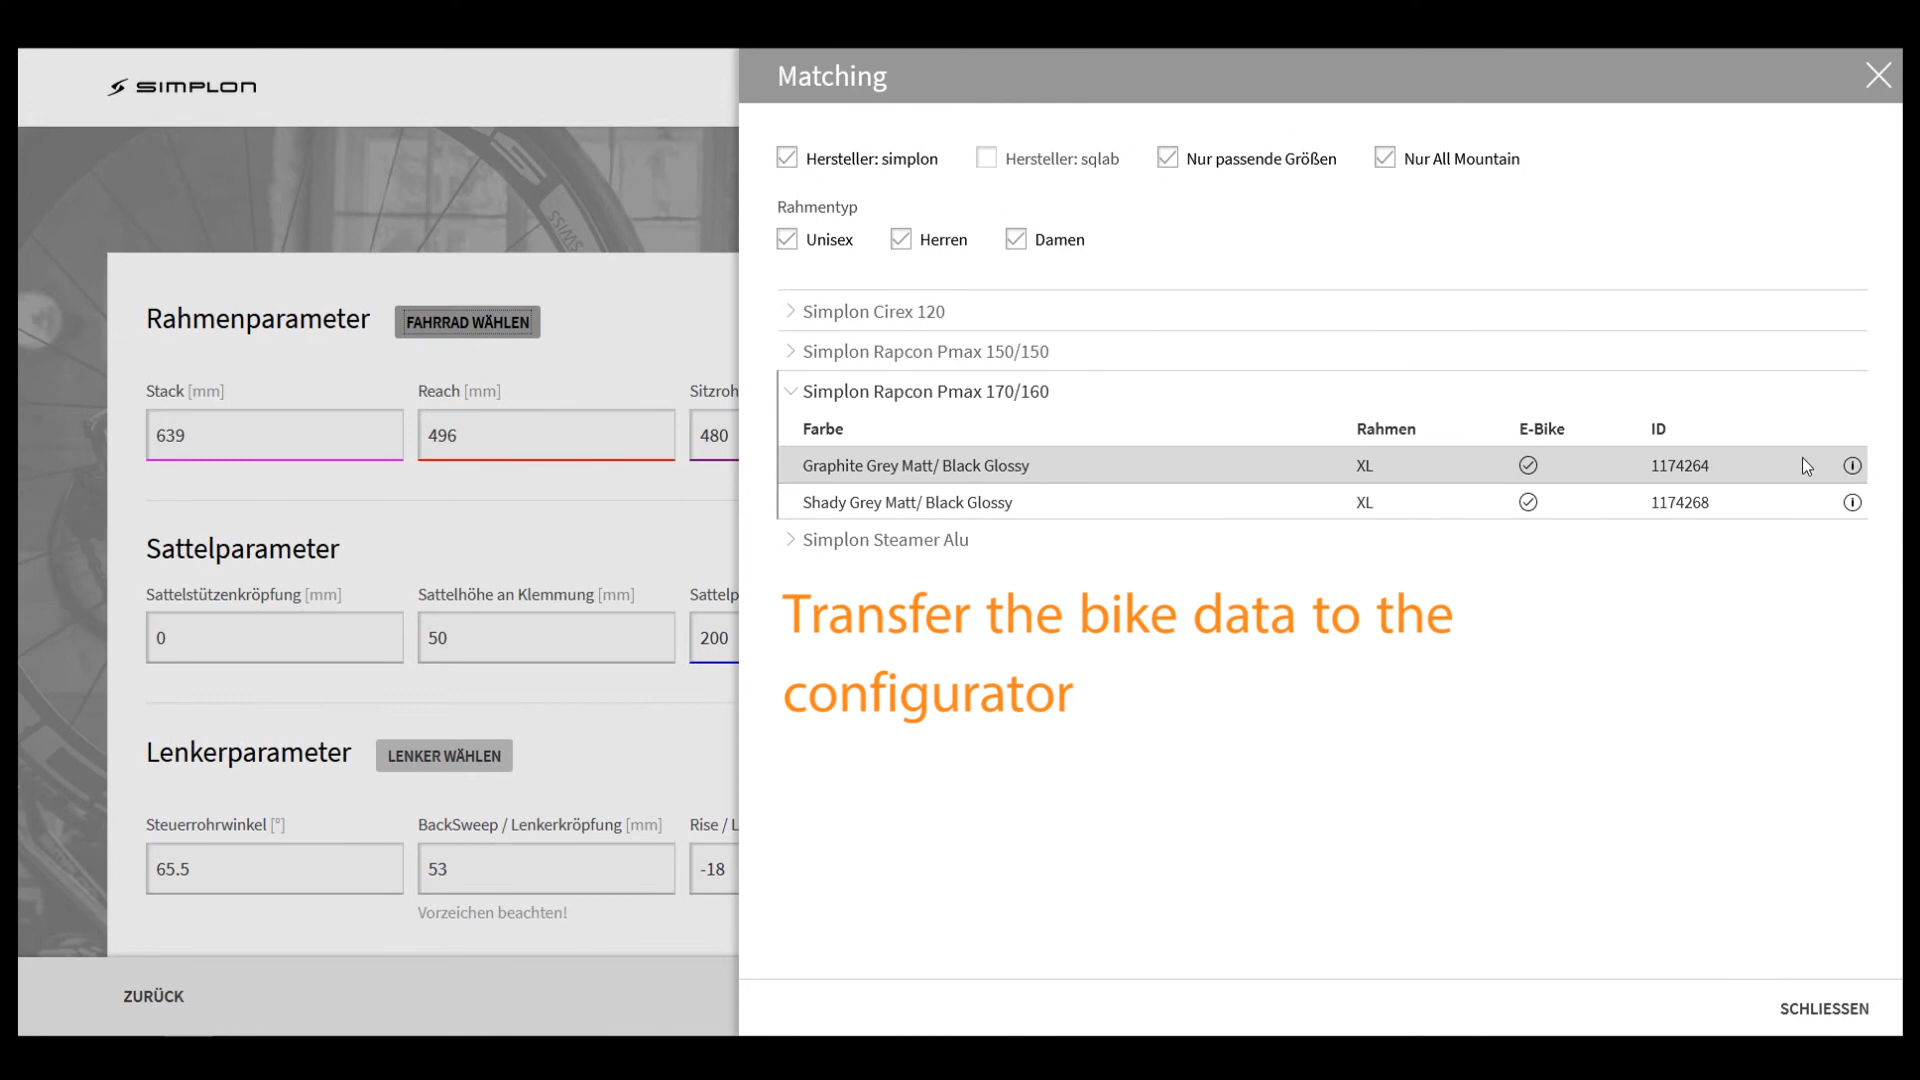 SIMPLON
Matching
Hersteller: simplon
Hersteller: sqlab
Nur passende Größen
Nur All Mountain
Rahmentyp
Unisex
Herren
Damen
SWISS
Rahmenparameter
FAHRRAD WÄHLEN
Stack [mm]
Reach [mm]
Sitzroh
639
496
480
Sattelparameter
Sattelstützenkröpfung [mm]
Sattelhöhe an Klemmung [mm]
Sattelp
0
50
200
Lenkerparameter
LENKER WÄHLEN
Steuerrohrwinkel [°]
BackSweep / Lenkerkröpfung [mm]
Rise / L
65.5
53
-18
Vorzeichen beachten!
ZURÜCK
Simplon Cirex 120
Simplon Rapcon Pmax 150/150
Simplon Rapcon Pmax 170/160
Farbe Rahmen E-Bike ID
Graphite Grey Matt/ Black Glossy XL 1174264
Shady Grey Matt/ Black Glossy XL 1174268
Simplon Steamer Alu
Transfer the bike data to the
configurator
SCHLIESSEN